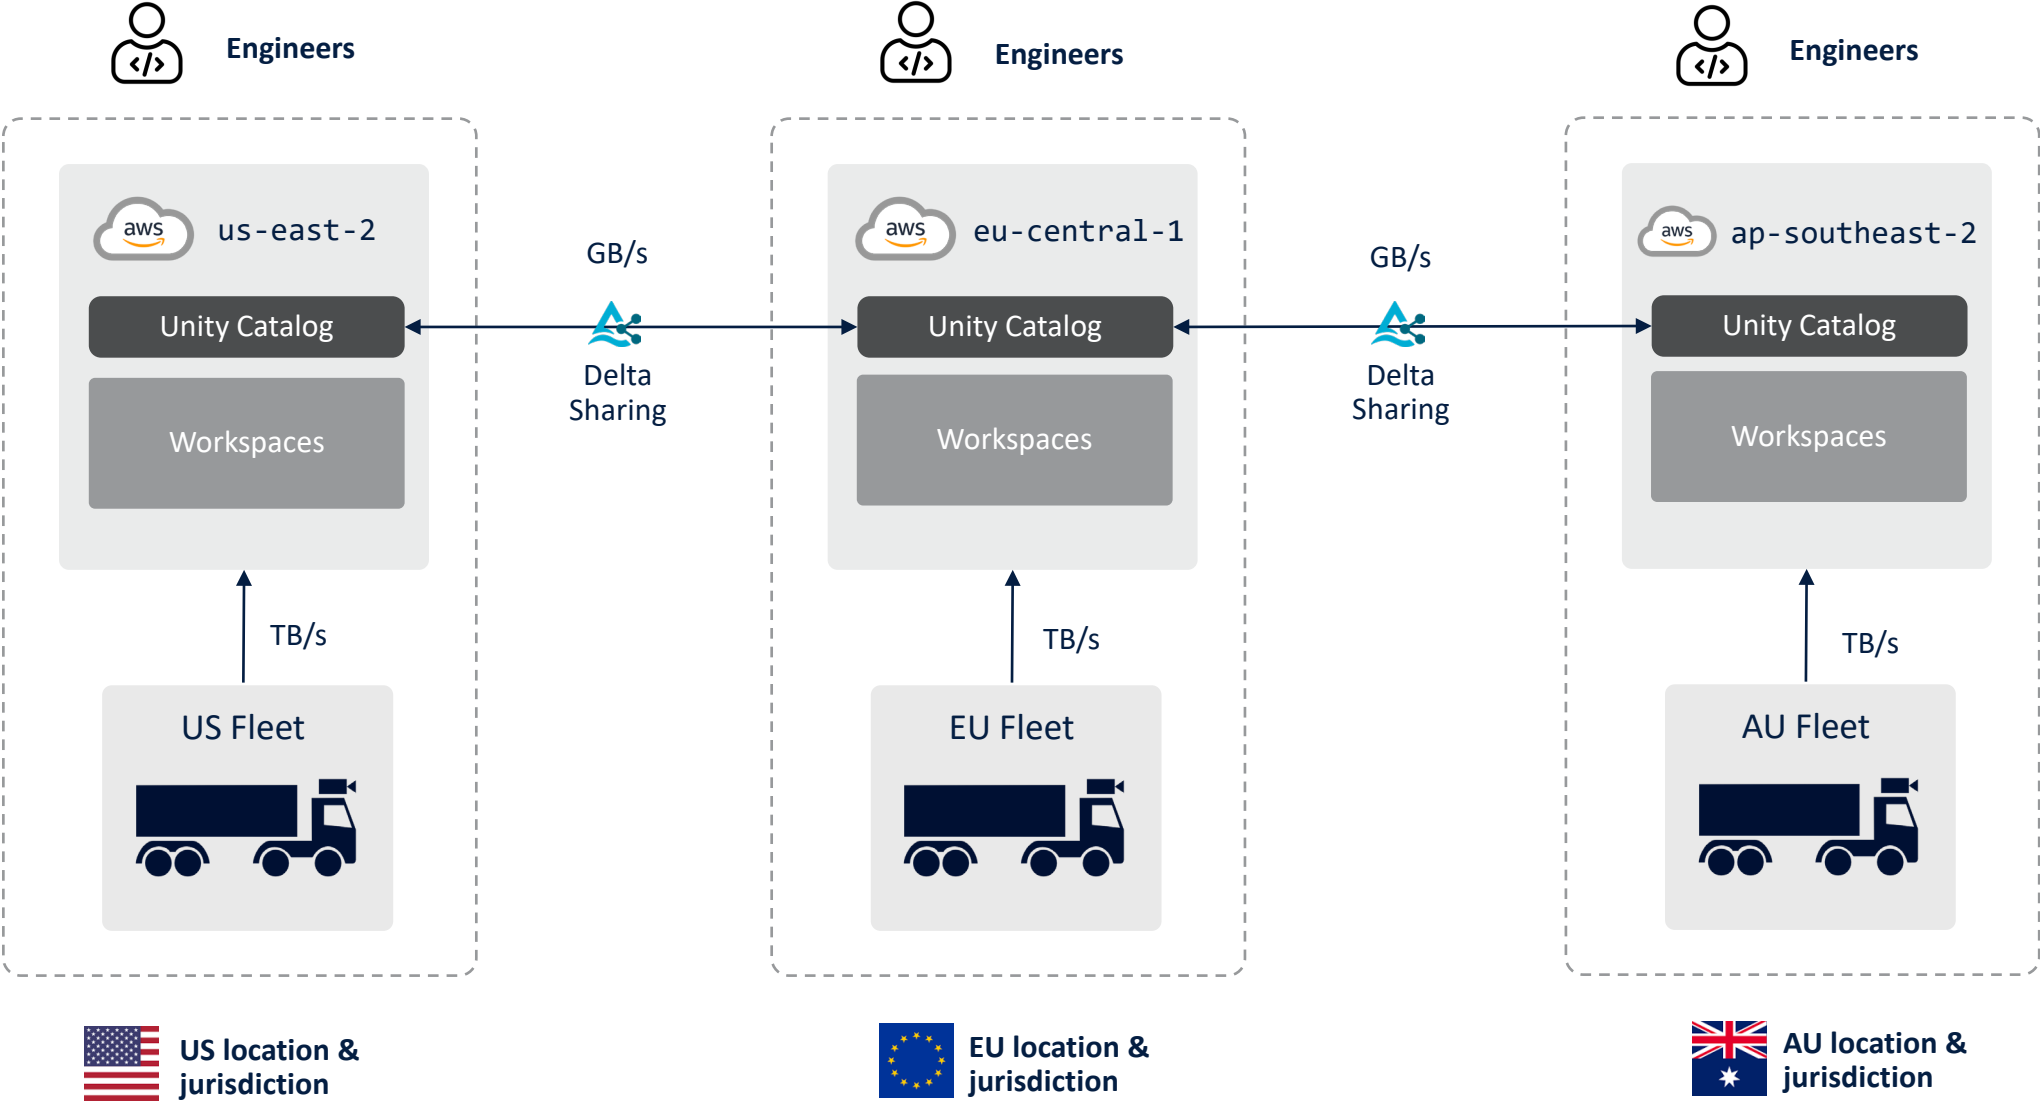 Engineers
Engineers
Engineers
</>
</>
</>
aws
us-east-2
aws
eu-central-1
aws
ap-southeast-2
GB/s
GB/s
Unity Catalog
Unity Catalog
Unity Catalog
Delta
Sharing
Delta
Sharing
Workspaces
Workspaces
Workspaces
TB/s
TB/s
TB/s
US Fleet
EU Fleet
AU Fleet
US location &
jurisdiction
EU location &
jurisdiction
AU location &
jurisdiction